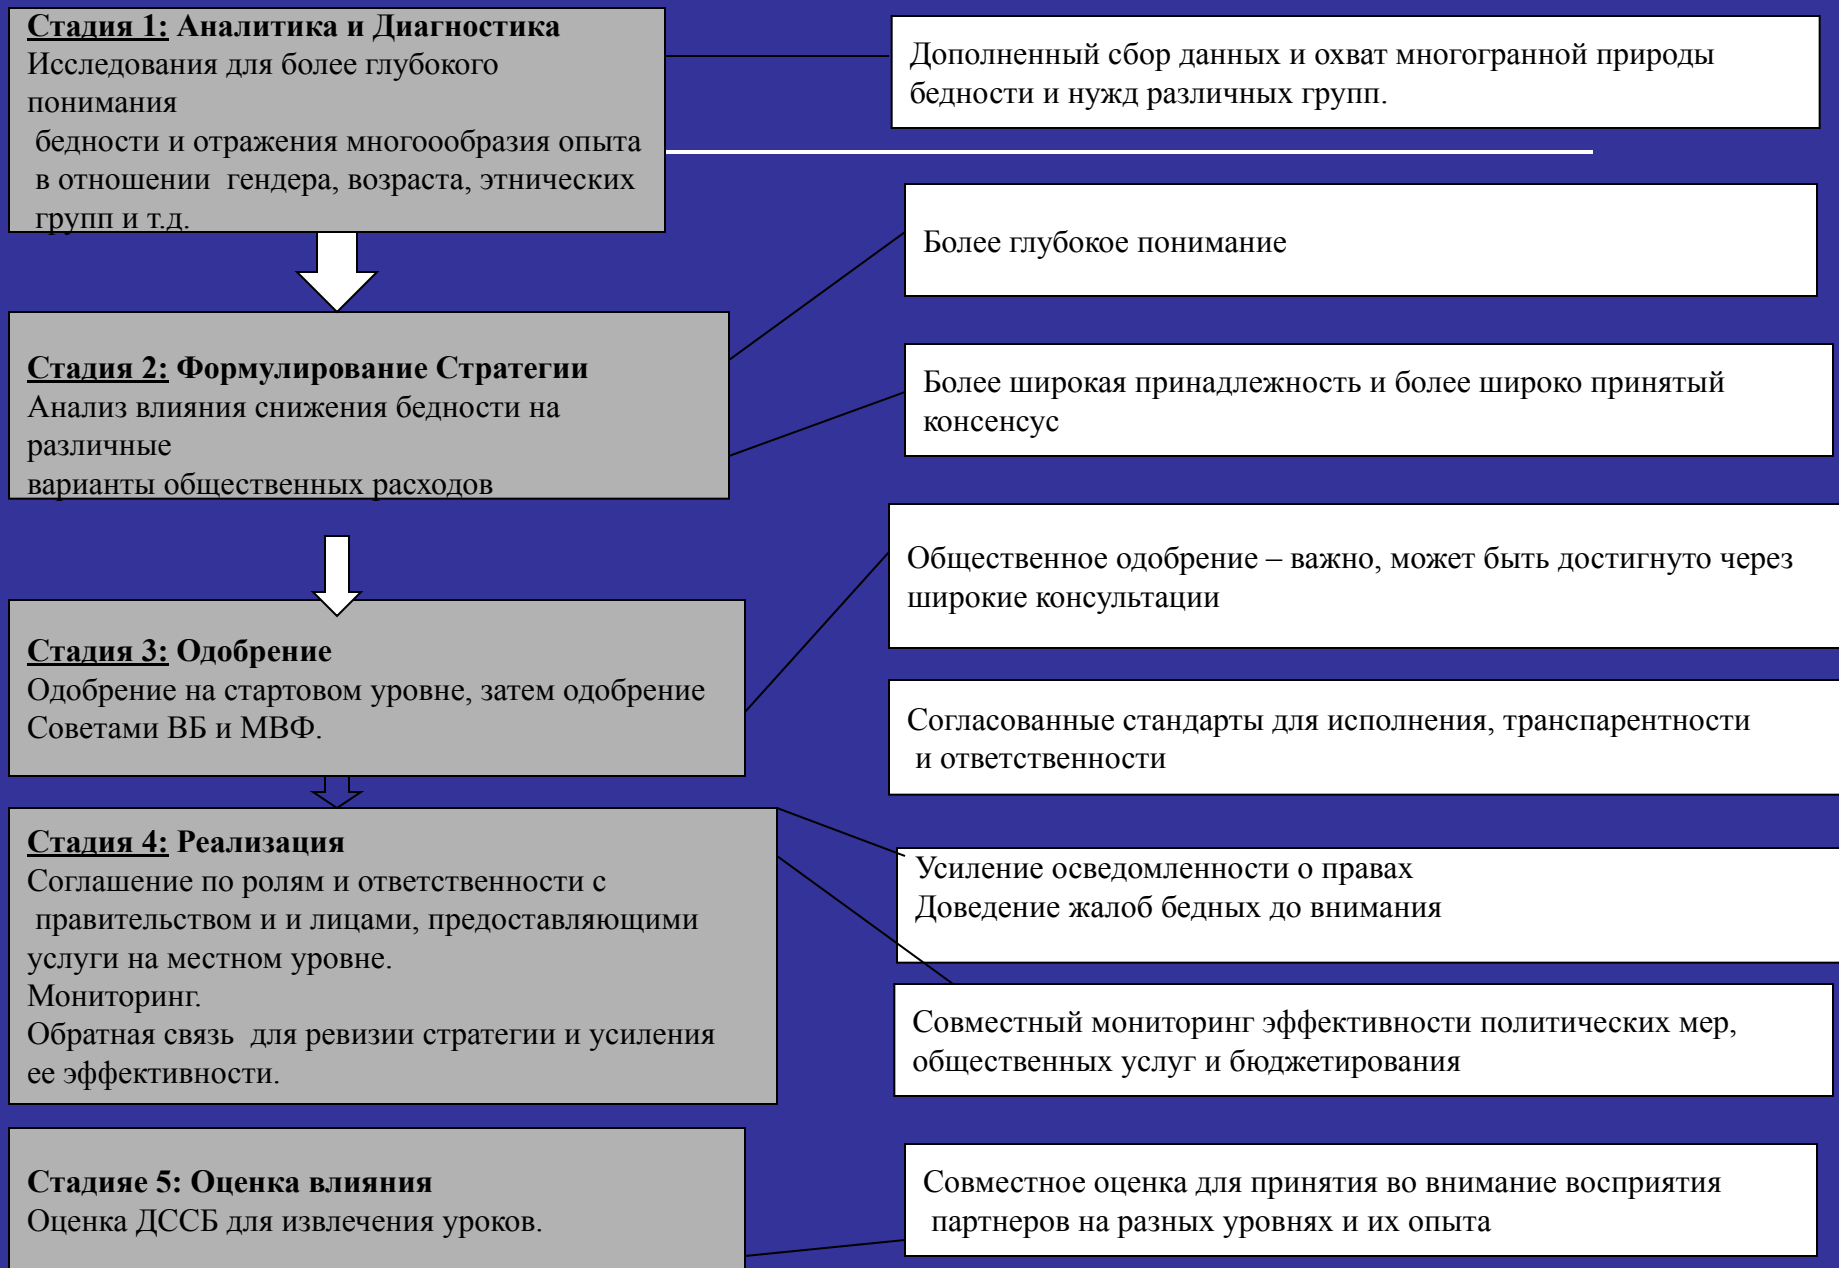 Стадия 1: Аналитика и Диагностика
Исследования для более глубокого
понимания
бедности и отражения многоообразия опыта
в отношении гендера, возраста, этнических
групп и т.д.
Дополненный сбор данных и охват многогранной природы
бедности и нужд различных групп.
Более глубокое понимание
Стадия 2: Формулирование Стратегии
Анализ влияния снижения бедности на
различные
варианты общественных расходов
Более широкая принадлежность и более широко принятый
консенсус
Общественное одобрение – важно, может быть достигнуто через
широкие консультации
Стадия 3: Одобрение
Одобрение на стартовом уровне, затем одобрение
Советами ВБ и МВФ.
Согласованные стандарты для исполнения, транспарентности
и ответственности
Стадия 4: Реализация
Соглашение по ролям и ответственности с
правительством и и лицами, предоставляющими
услуги на местном уровне.
Мониторинг.
Обратная связь для ревизии стратегии и усиления
ее эффективности.
Усиление осведомленности о правах
Доведение жалоб бедных до внимания
Совместный мониторинг эффективности политических мер,
общественных услуг и бюджетирования
Стадияе 5: Оценка влияния
Оценка ДССБ для извлечения уроков.
Совместное оценка для принятия во внимание восприятия
партнеров на разных уровнях и их опыта